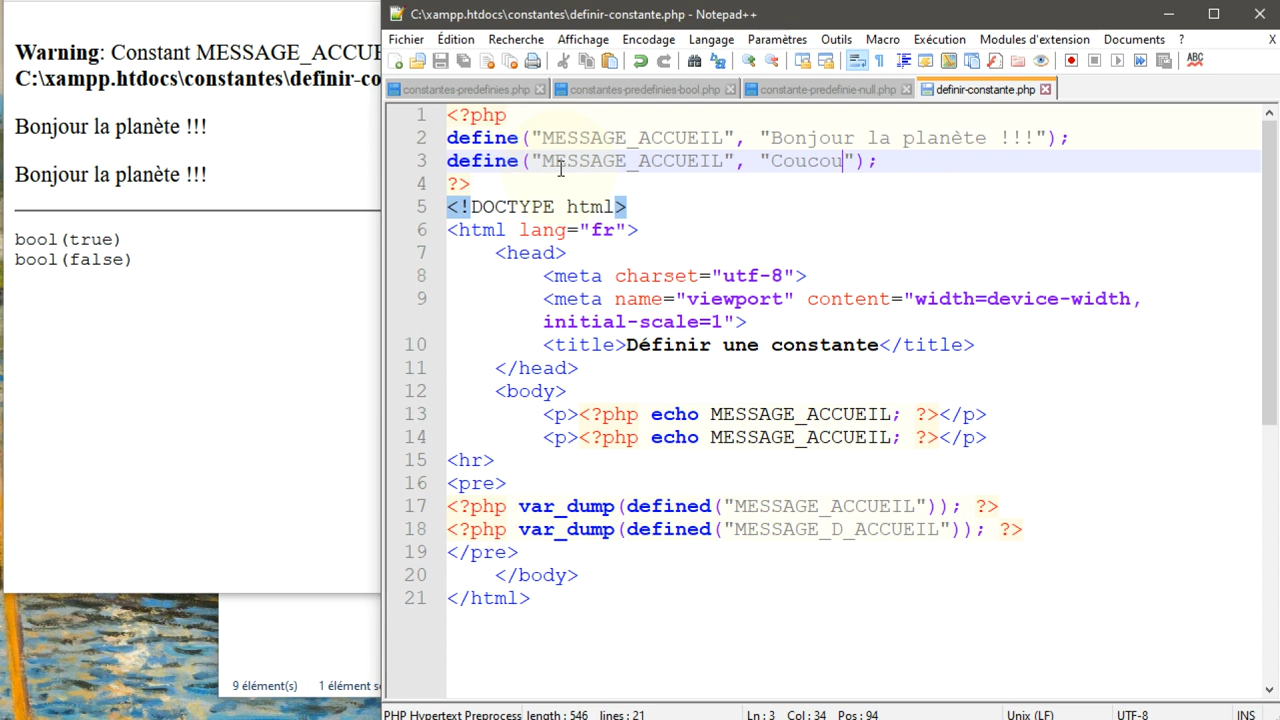 Warning: Constant MESSAGE_ACCUE
C:\xampp.htdocs\constantes\definir-co
Bonjour la planète !!!
Bonjour la planète !!!
bool(true)
bool(false)
9 élément(s) 1 élément s
C:\xampp.htdocs\constantes\definir-constante.php - Notepad++
Fichier Édition Recherche Affichage Encodage Langage Paramètres Outils Macro Exécution Modules d'extension Documents ? X
constantes-predefinies.php constantes-predefinies-bool.php constante-predefinie-null.php definir-constante.php
1 <?php
2 define("MESSAGE_ACCUEIL", "Bonjour la planète !!!");
3 define("MESSAGE_ACCUEIL", "Coucou");
4 ?>
5 <!DOCTYPE html>
6 <html lang="fr">
7 <head>
8 <meta charset="utf-8">
9 <meta name="viewport" content="width=device-width,
initial-scale=1">
10 <title>Définir une constante</title>
11 </head>
12 <body>
13 <p><?php echo MESSAGE_ACCUEIL; ?></p>
14 <p><?php echo MESSAGE_ACCUEIL; ?></p>
15 <hr>
16 <pre>
17 <?php var_dump(defined("MESSAGE_ACCUEIL")); ?>
18 <?php var_dump(defined("MESSAGE_D_ACCUEIL")); ?>
19 </pre>
20 </body>
21 </html>
PHP Hypertext Preprocess length : 546 lines : 21 Ln : 3 Col : 34 Pos : 94 Unix (LF) UTF-8 INS